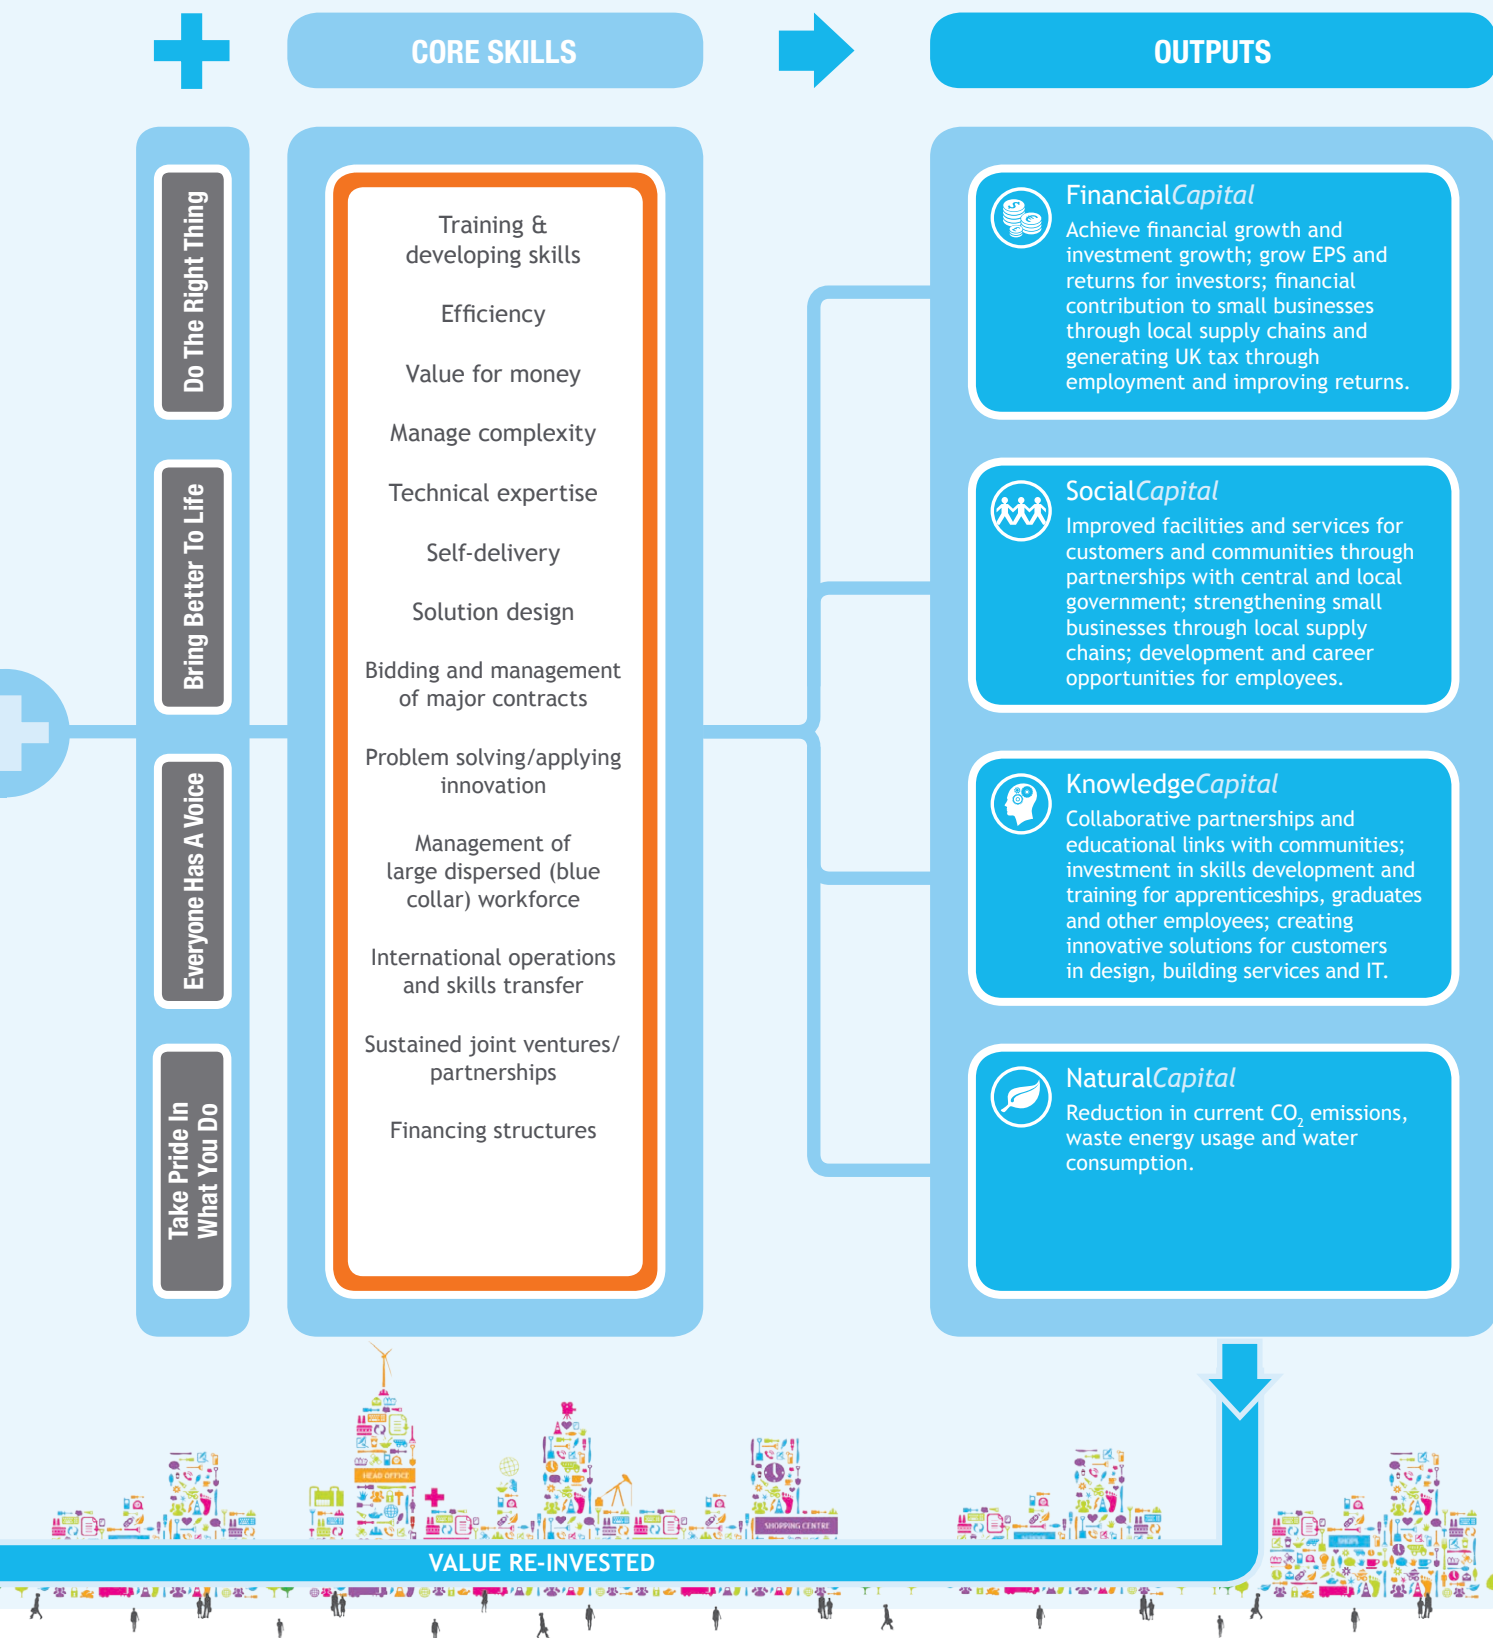 CORE SKILLS
OUTPUTS
Do The Right Thing
Bring Better To Life
Everyone Has A Voice
Take Pride In
What You Do
Training &
developing skills
Efficiency
Value for money
Manage complexity
Technical expertise
Self-delivery
Solution design
Bidding and management
of major contracts
Problem solving/applying
innovation
Management of
large dispersed (blue
collar) workforce
International operations
and skills transfer
Sustained joint ventures/
partnerships
Financing structures
FinancialCapital
Achieve financial growth and
investment growth; grow EPS and
returns for investors; financial
contribution to small businesses
through local supply chains and
generating UK tax through
employment and improving returns.
SocialCapital
Improved facilities and services for
customers and communities through
partnerships with central and local
government; strengthening small
businesses through local supply
chains; development and career
opportunities for employees.
KnowledgeCapital
Collaborative partnerships and
educational links with communities;
investment in skills development and
training for apprenticeships, graduates
and other employees; creating
innovative solutions for customers
in design, building services and IT.
NaturalCapital
Reduction in current CO₂ emissions,
waste energy usage and water
consumption.
HEAD OFFICE
SHOPPING CENTRE
SHOPS
VALUE RE-INVESTED